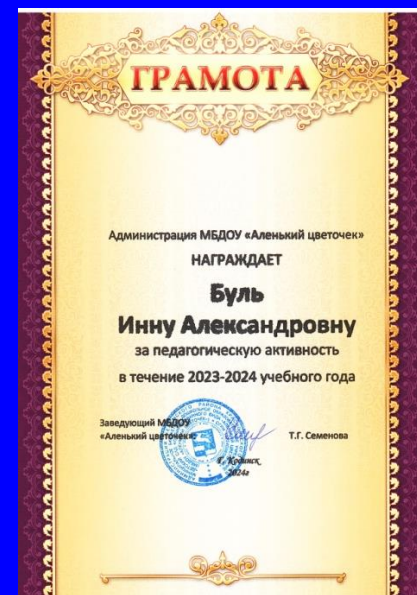 ГРАМОТА
Администрация МБДОУ «Аленький цветочек»
НАГРАЖДАЕТ
Буль
Инну Александровну
за педагогическую активность
в течение 2023-2024 учебного года
Заведующий МБДОУ
«Аленький цветочек» Т.Г. Семенова
Г. Кодинск
2024г